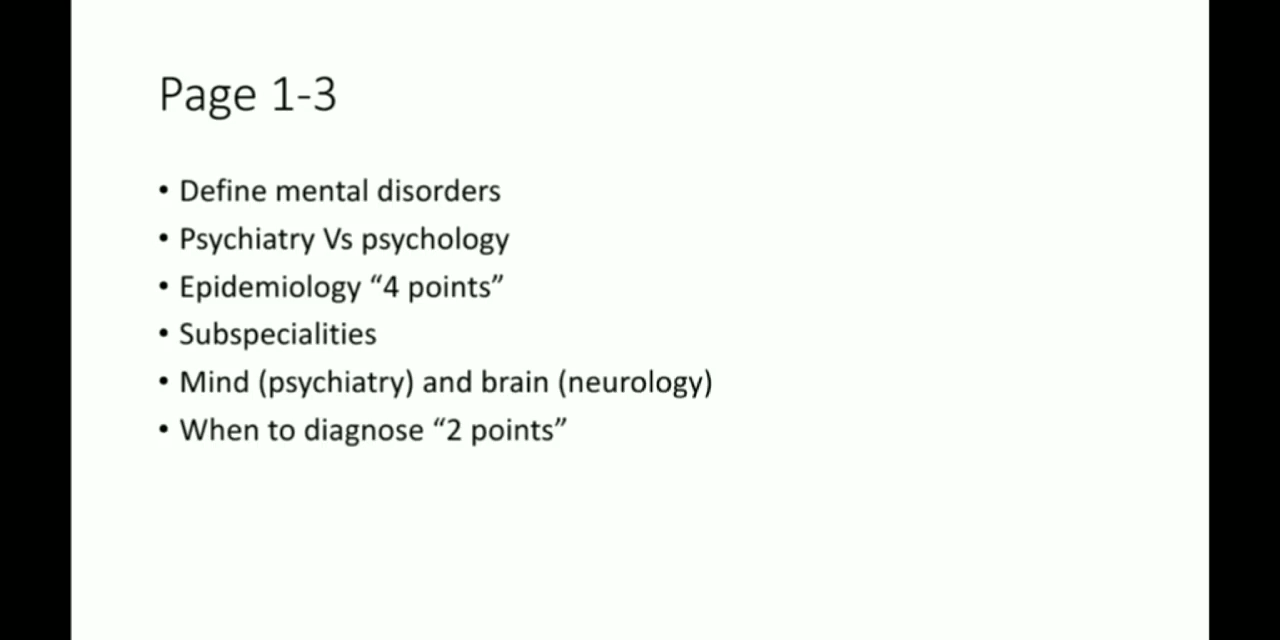 Page 1-3
• Define mental disorders
• Psychiatry Vs psychology
• Epidemiology “4 points”
• Subspecialities
• Mind (psychiatry) and brain (neurology)
• When to diagnose “2 points”